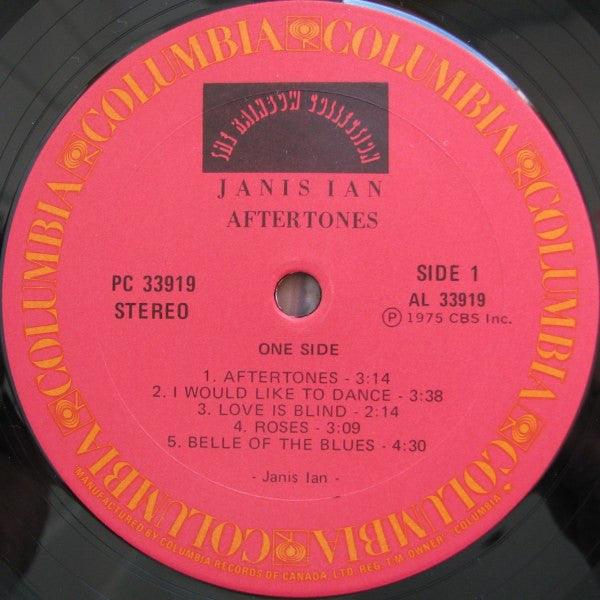 COLUMBIA COLUMBIA COLUMBIA COLUMBIA COLUMBIA COLUMBIA
THE RAINBOW COLLECTION
JANIS IAN
AFTERTONES
PC 33919
STEREO
SIDE 1
AL 33919
Ⓟ 1975 CBS Inc.
ONE SIDE
1. AFTERTONES - 3:14
2. I WOULD LIKE TO DANCE - 3:38
3. LOVE IS BLIND - 2:14
4. ROSES - 3:09
5. BELLE OF THE BLUES - 4:30
- Janis Ian -
"MANUFACTURED BY COLUMBIA RECORDS OF CANADA, LTD. REG. T.M. OWNER" "COLUMBIA"